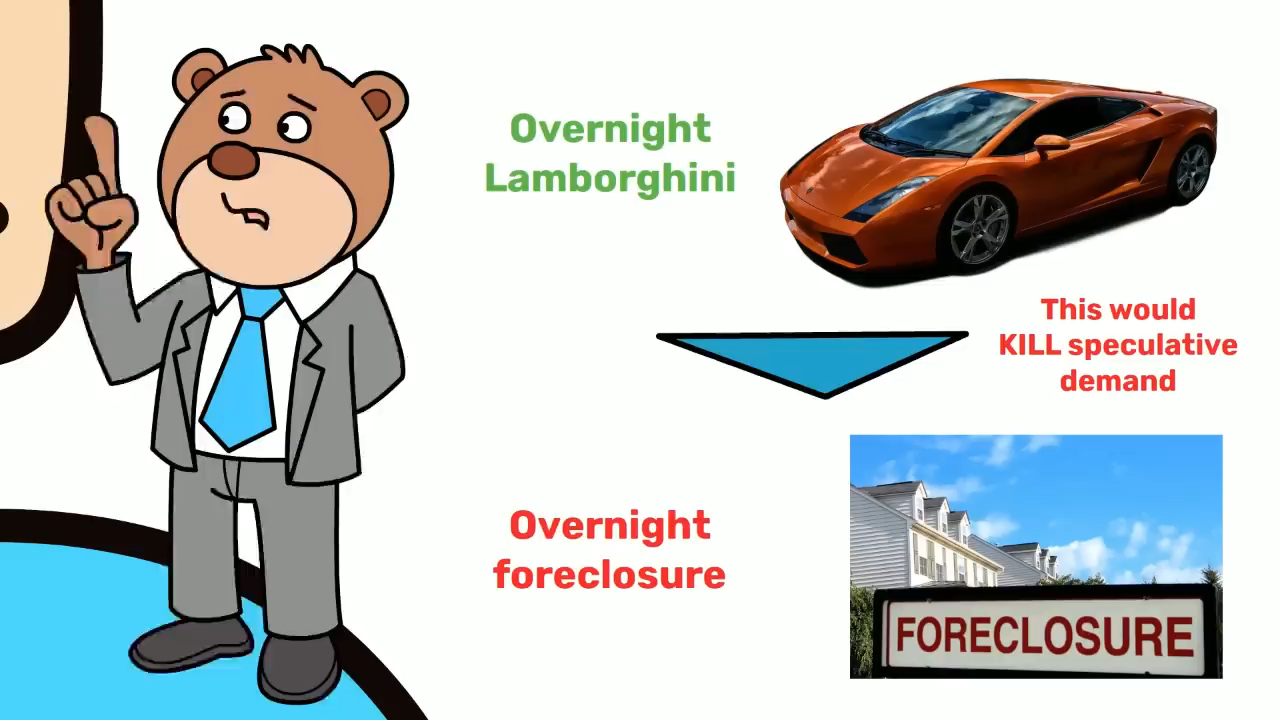 Overnight
Lamborghini
This would
KILL speculative
demand
Overnight
foreclosure
FORECLOSURE